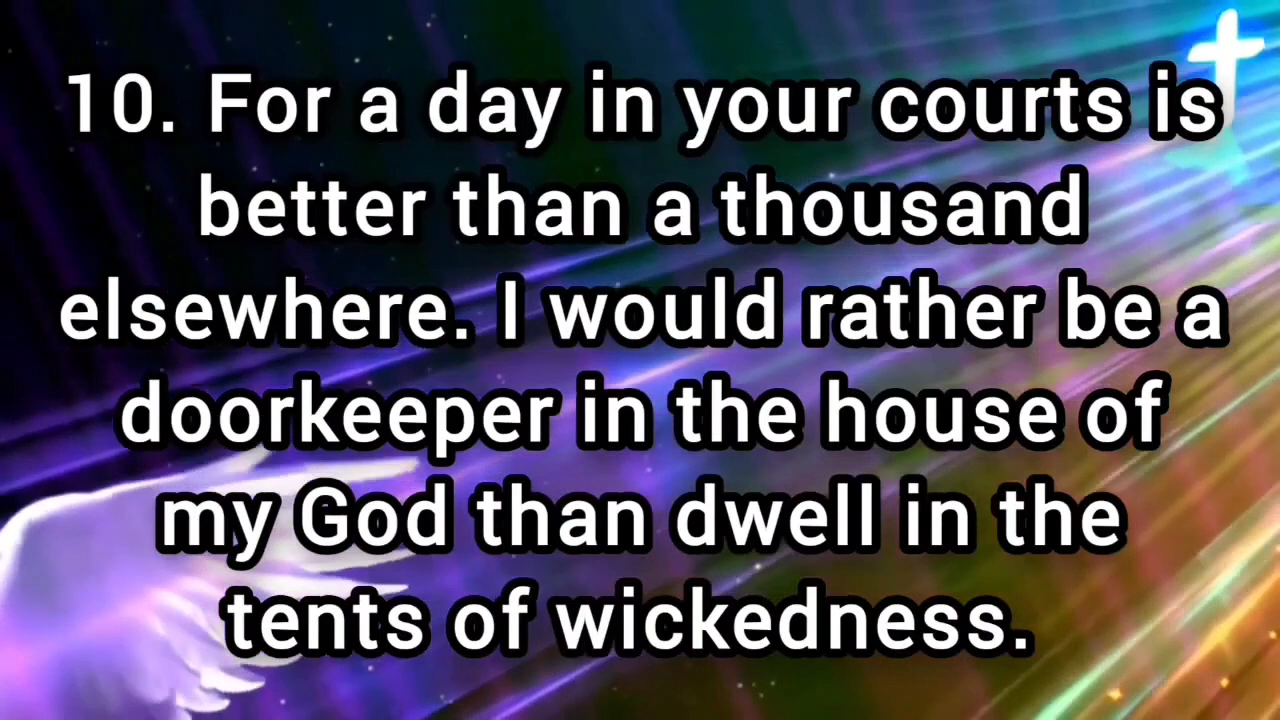 10. For a day in your courts is
better than a thousand
elsewhere. I would rather be a
doorkeeper in the house of
my God than dwell in the
tents of wickedness.